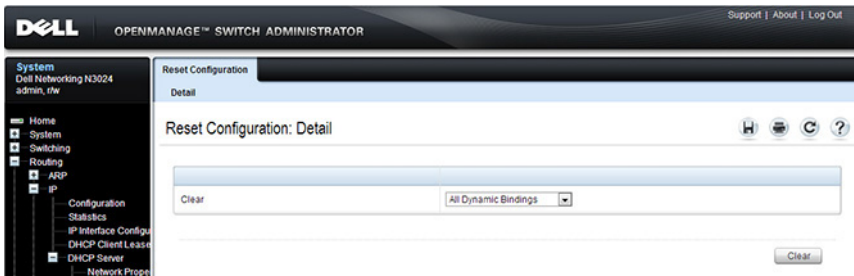 Support | About | Log Out
DELL OPENMANAGE™ SWITCH ADMINISTRATOR
System
Dell Networking N3024
admin, r/w
Home
System
Switching
Routing
ARP
IP
Configuration
Statistics
IP Interface Configu
DHCP Client Lease
DHCP Server
Network Prope
Reset Configuration
Detail
Reset Configuration: Detail
Clear All Dynamic Bindings
Clear